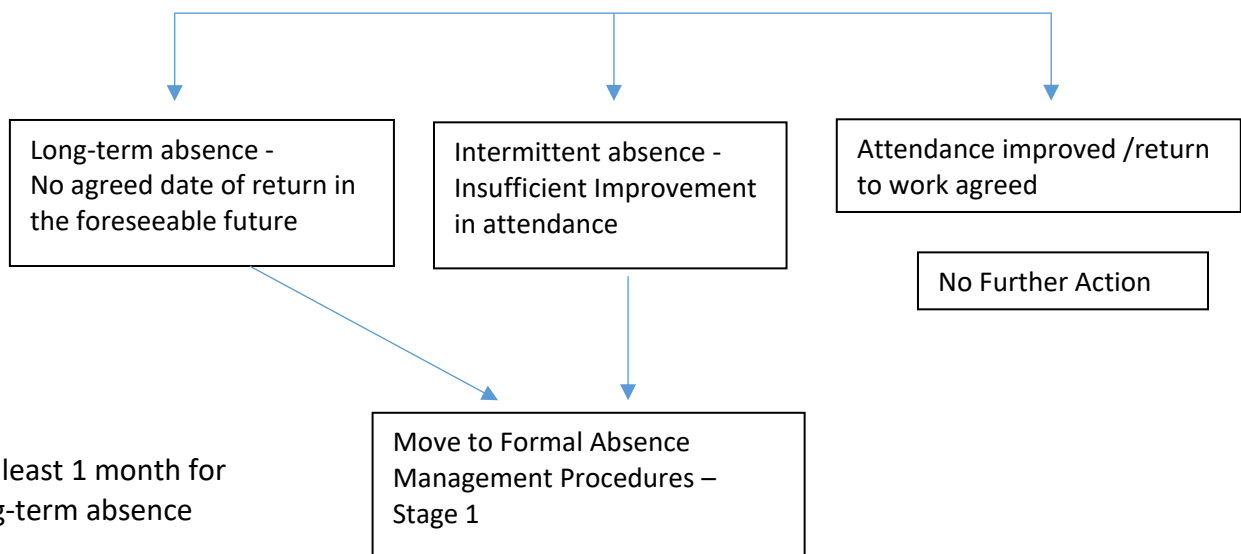 Long-term absence -
No agreed date of return in
the foreseeable future
Intermittent absence -
Insufficient Improvement
in attendance
Attendance improved /return
to work agreed
No Further Action
least 1 month for
g-term absence
Move to Formal Absence
Management Procedures –
Stage 1